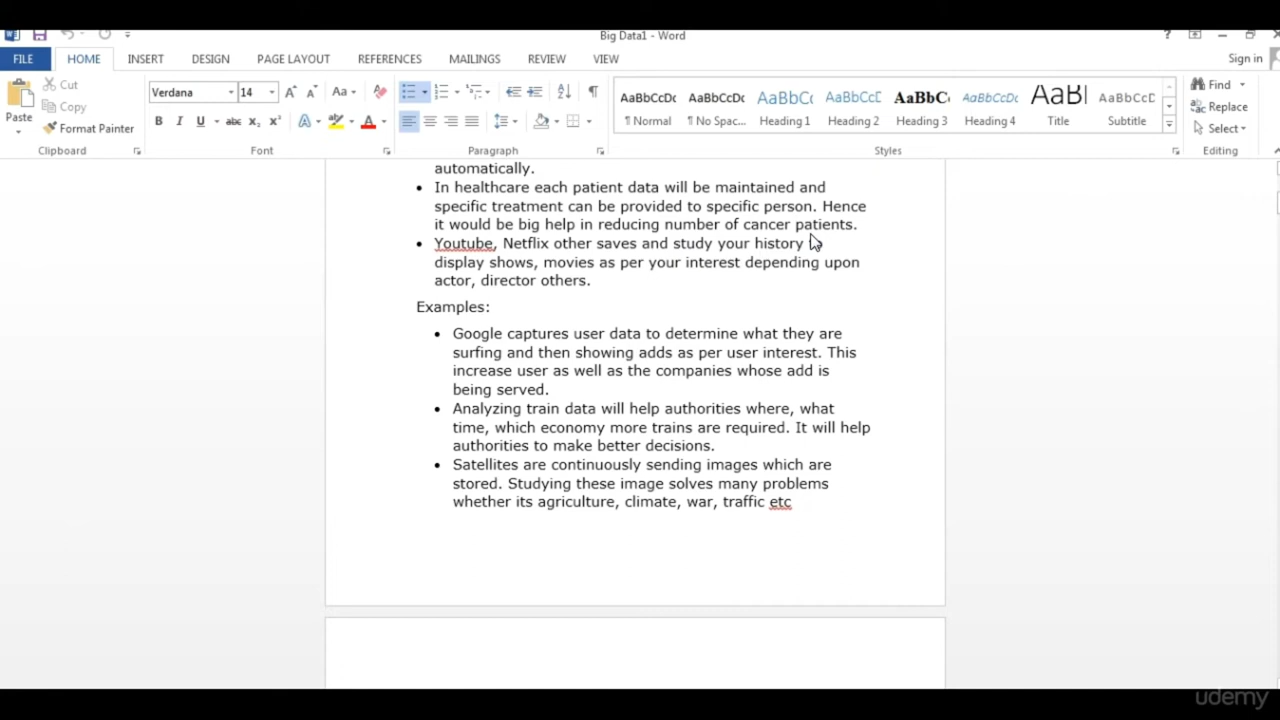 Big Data1 - Word
FILE HOME INSERT DESIGN PAGE LAYOUT REFERENCES MAILINGS REVIEW VIEW Sign in
Cut
Copy
Paste
Format Painter
Verdana 14
AaBbCcDc AaBbCcDc AaBbCc AaBbCcD AaBbC AaBbCcDc AaB AaBbCcD
¶ Normal ¶ No Spac... Heading 1 Heading 2 Heading 3 Heading 4 Title Subtitle
Find
Replace
Select
Clipboard Font Paragraph Styles Editing
automatically.
• In healthcare each patient data will be maintained and
specific treatment can be provided to specific person. Hence
it would be big help in reducing number of cancer patients.
• Youtube, Netflix other saves and study your history
display shows, movies as per your interest depending upon
actor, director others.
Examples:
• Google captures user data to determine what they are
surfing and then showing adds as per user interest. This
increase user as well as the companies whose add is
being served.
• Analyzing train data will help authorities where, what
time, which economy more trains are required. It will help
authorities to make better decisions.
• Satellites are continuously sending images which are
stored. Studying these image solves many problems
whether its agriculture, climate, war, traffic etc
udemy